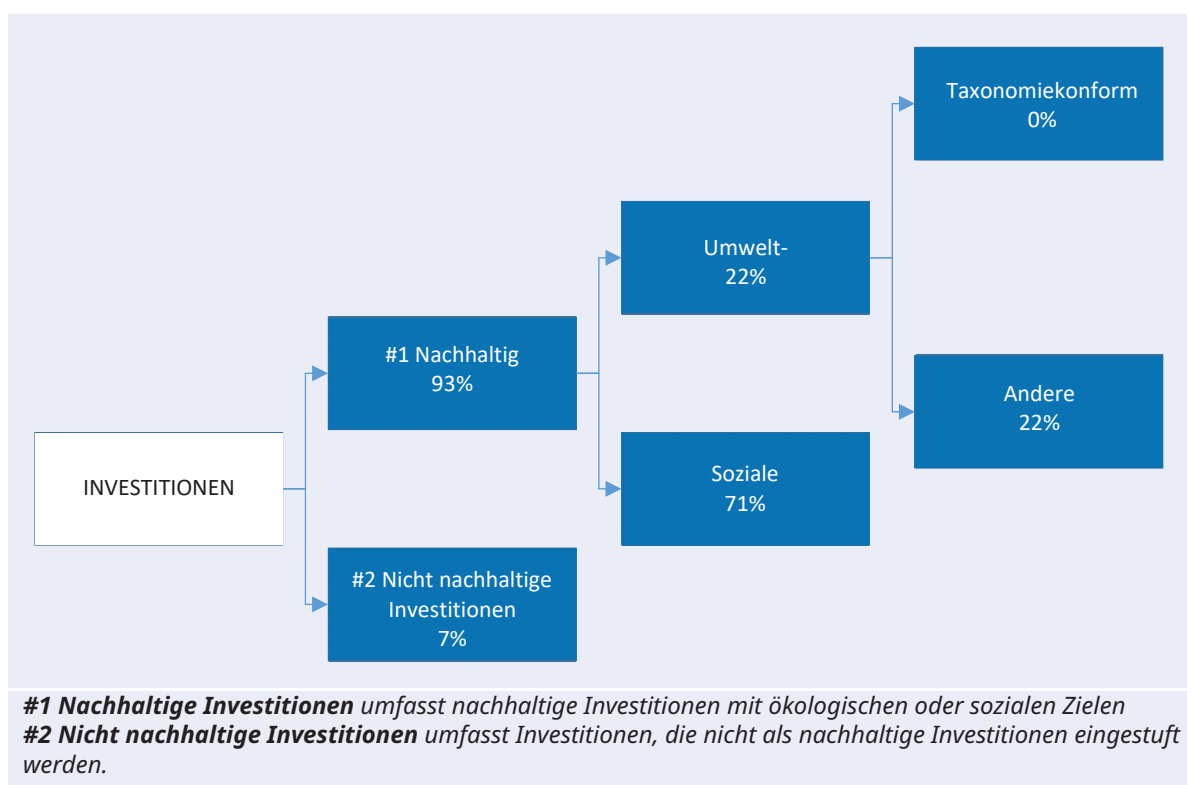 Taxonomiekonform
0%
Umwelt-
22%
#1 Nachhaltig
93%
Andere
22%
INVESTITIONEN
Soziale
71%
#2 Nicht nachhaltige
Investitionen
7%
#1 Nachhaltige Investitionen umfasst nachhaltige Investitionen mit ökologischen oder sozialen Zielen
#2 Nicht nachhaltige Investitionen umfasst Investitionen, die nicht als nachhaltige Investitionen eingestuft
werden.